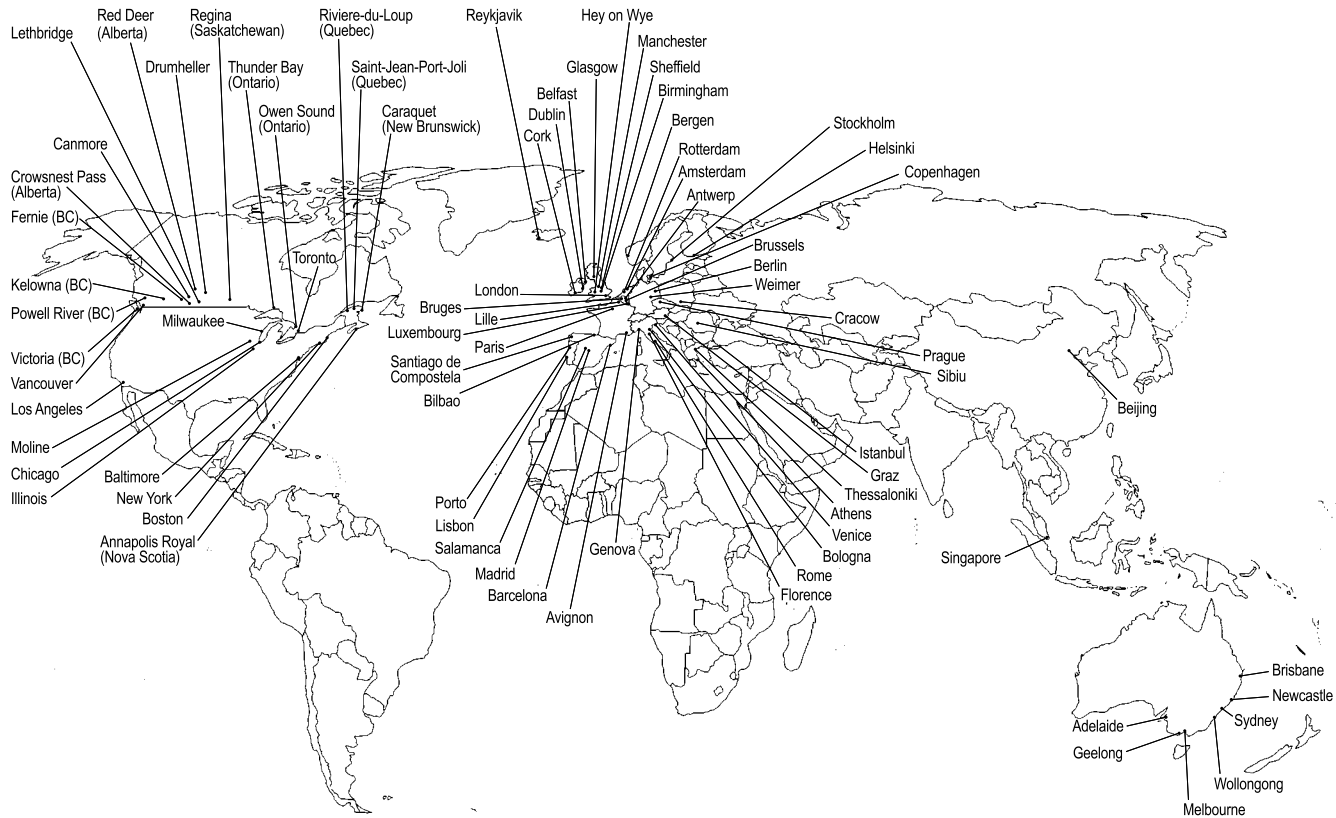 Lethbridge
Red Deer
(Alberta)
Regina
(Saskatchewan)
Riviere-du-Loup
(Quebec)
Reykjavik
Hey on Wye
Manchester
Drumheller
Thunder Bay
(Ontario)
Saint-Jean-Port-Joli
(Quebec)
Glasgow
Sheffield
Belfast
Birmingham
Owen Sound
(Ontario)
Caraquet
(New Brunswick)
Dublin
Cork
Bergen
Stockholm
Canmore
Rotterdam
Helsinki
Crowsnest Pass
(Alberta)
Amsterdam
Copenhagen
Fernie (BC)
Antwerp
Toronto
Brussels
Berlin
Kelowna (BC)
London
Weimer
Powell River (BC)
Milwaukee
Bruges
Lille
Cracow
Luxembourg
Victoria (BC)
Paris
Prague
Santiago de
Compostela
Sibiu
Vancouver
Bilbao
Los Angeles
Beijing
Moline
Istanbul
Chicago
Baltimore
Graz
Illinois
New York
Porto
Thessaloniki
Boston
Lisbon
Athens
Annapolis Royal
(Nova Scotia)
Salamanca
Genova
Venice
Bologna
Singapore
Madrid
Rome
Barcelona
Florence
Avignon
Brisbane
Newcastle
Adelaide
Sydney
Geelong
Wollongong
Melbourne